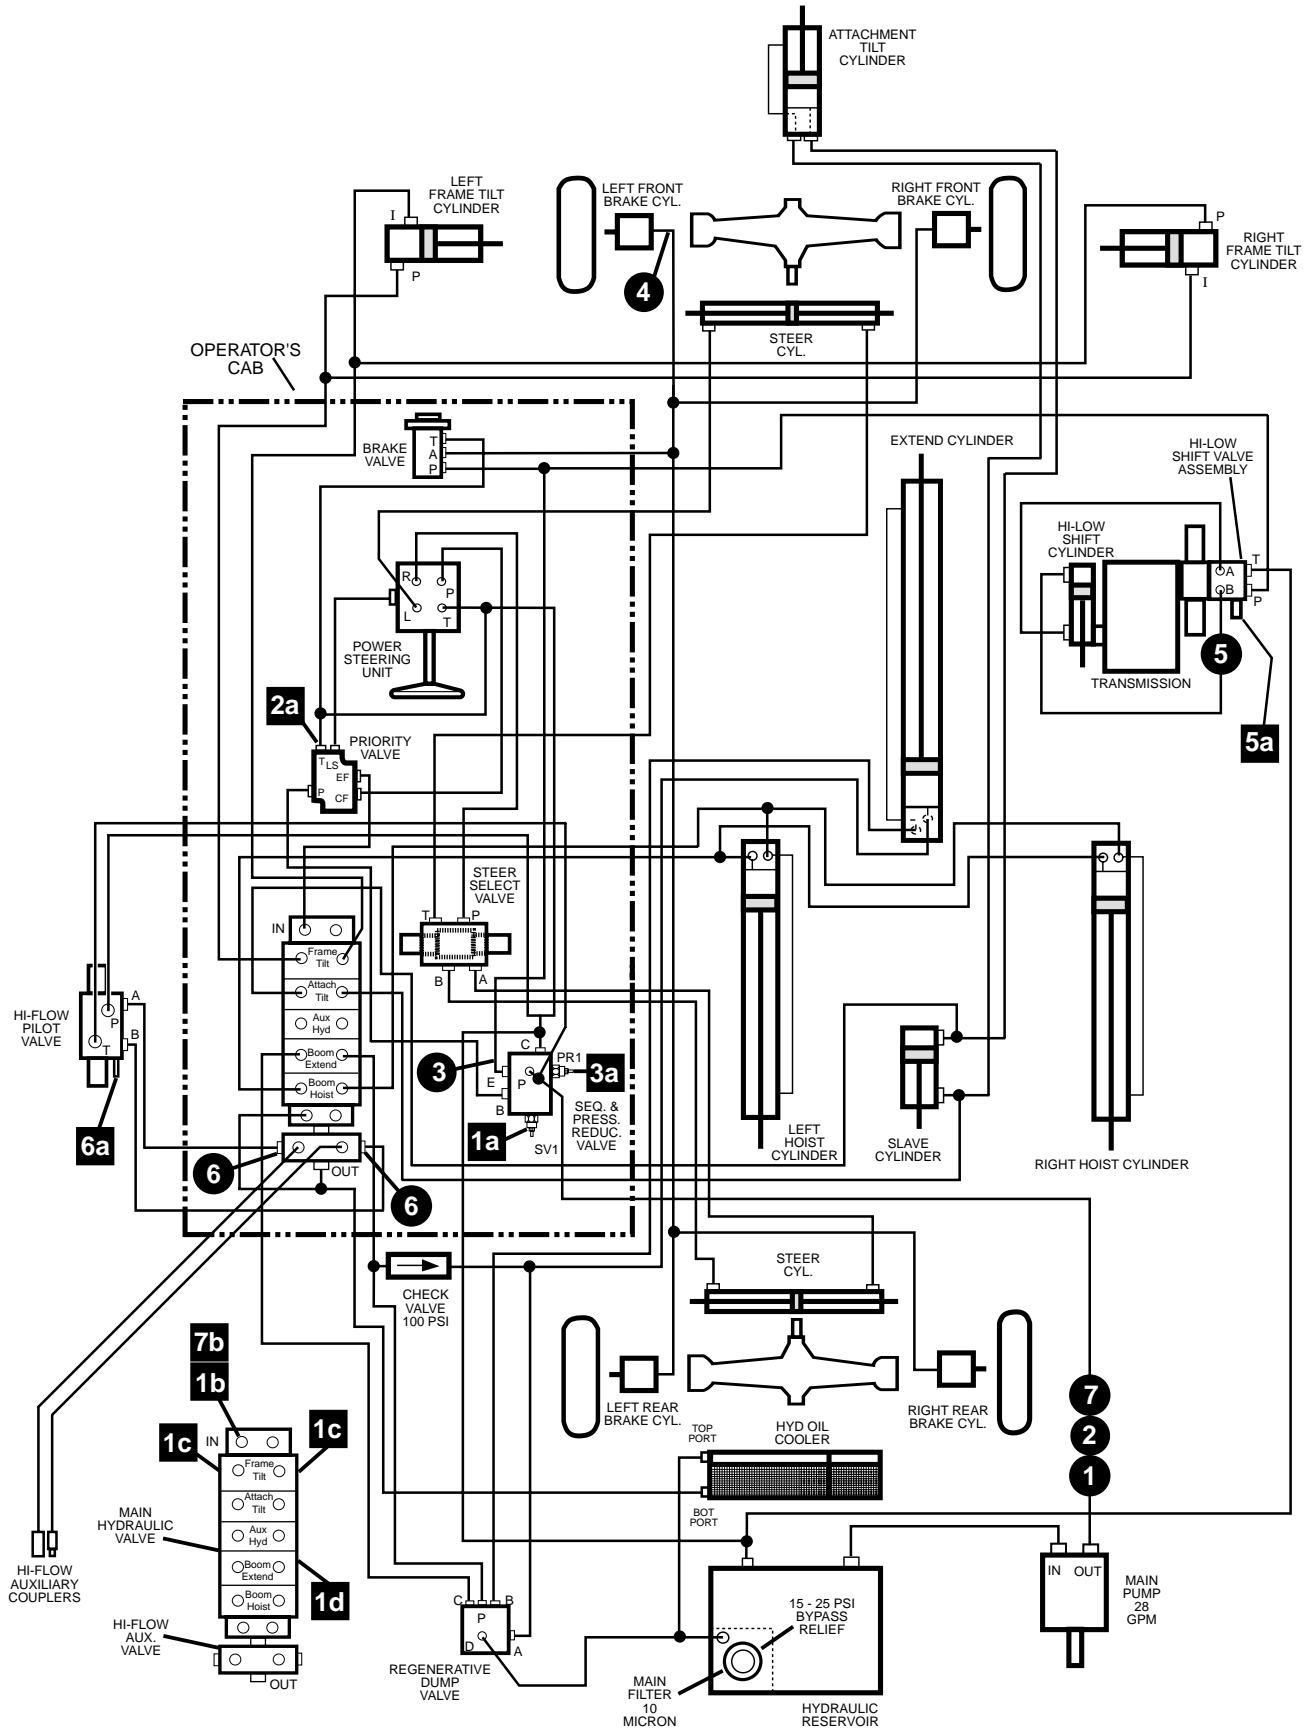 ATTACHMENT
TILT
CYLINDER
LEFT
FRAME TILT
CYLINDER
I
P
LEFT FRONT
BRAKE CYL.
RIGHT FRONT
BRAKE CYL.
P
RIGHT
FRAME TILT
CYLINDER
I
4
STEER
CYL.
OPERATOR'S
CAB
BRAKE
VALVE
T
A
P
EXTEND CYLINDER
HI-LOW
SHIFT VALVE
ASSEMBLY
HI-LOW
SHIFT
CYLINDER
A
B
T
P
5
TRANSMISSION
5a
R
P
L
T
POWER
STEERING
UNIT
2a
PRIORITY
VALVE
T
LS
EF
P
CF
STEER
SELECT
VALVE
T
P
B
A
IN
Frame
Tilt
Attach
Tilt
Aux
Hyd
Boom
Extend
Boom
Hoist
OUT
HI-FLOW
PILOT
VALVE
A
P
B
T
6a
6
6
3
C
PR1
E
P
B
3a
1a
SV1
SEQ. &
PRESS.
REDUC.
VALVE
LEFT
HOIST
CYLINDER
SLAVE
CYLINDER
RIGHT HOIST CYLINDER
CHECK
VALVE
100 PSI
STEER
CYL.
LEFT REAR
BRAKE CYL.
RIGHT REAR
BRAKE CYL.
7
2
1
7b
1b
1c
1c
IN
Frame
Tilt
Attach
Tilt
Aux
Hyd
Boom
Extend
Boom
Hoist
1d
OUT
MAIN
HYDRAULIC
VALVE
HI-FLOW
AUXILIARY
COUPLERS
HI-FLOW
AUX.
VALVE
TOP
PORT
HYD OIL
COOLER
BOT
PORT
C
P
B
D
A
REGENERATIVE
DUMP
VALVE
15 - 25 PSI
BYPASS
RELIEF
MAIN
FILTER
10
MICRON
HYDRAULIC
RESERVOIR
IN
OUT
MAIN
PUMP
28
GPM